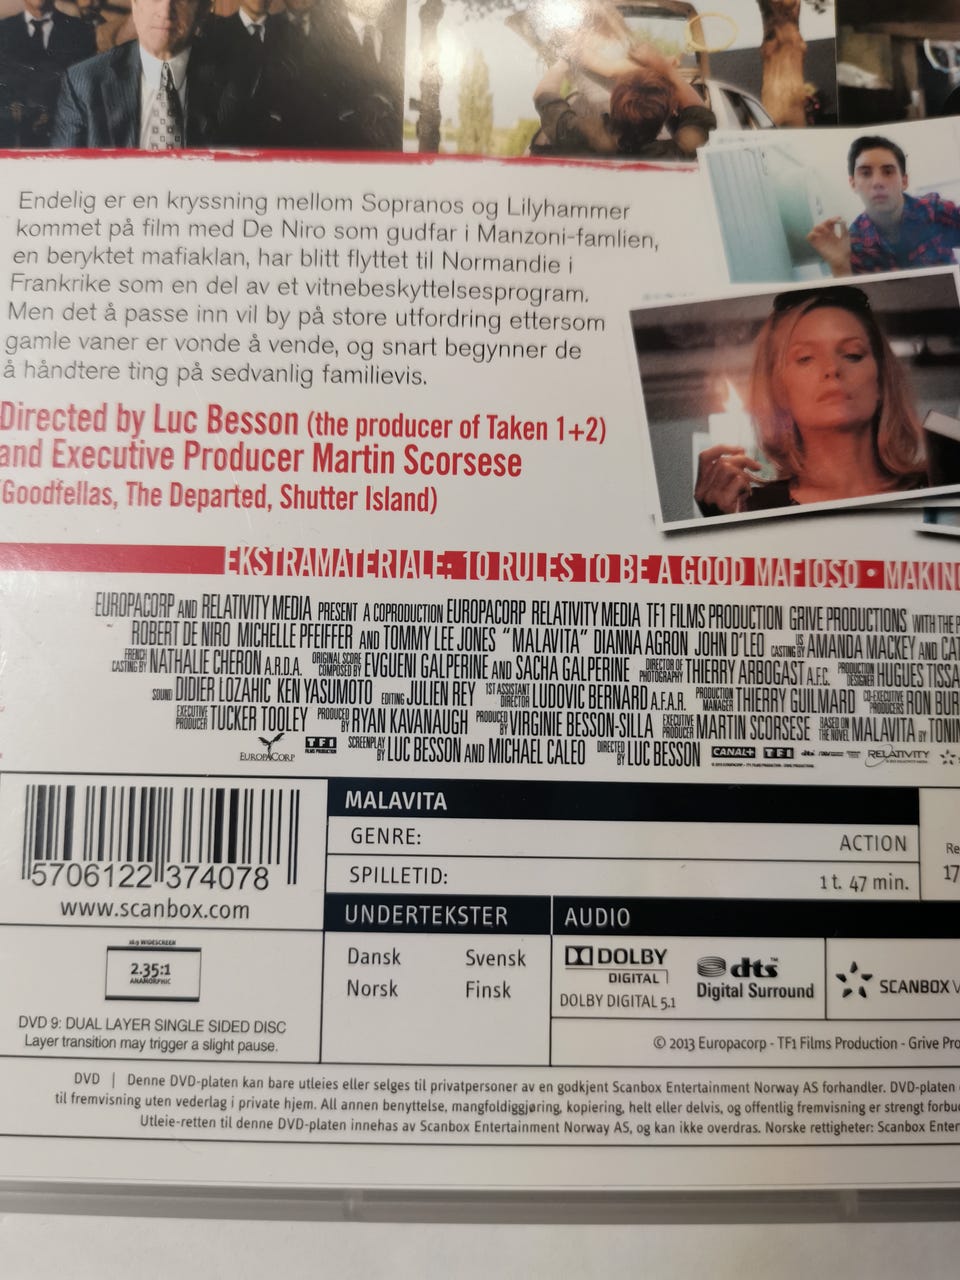 Endelig er en kryssning mellom Sopranos og Lilyhammer
kommet på film med De Niro som gudfar i Manzoni-famlien,
en beryktet mafiaklan, har blitt flyttet til Normandie i
Frankrike som en del av et vitnebeskyttelsesprogram.
Men det å passe inn vil by på store utfordring ettersom
gamle vaner er vonde å vende, og snart begynner de
å håndtere ting på sedvanlig familievis.
Directed by Luc Besson (the producer of Taken 1+2)
and Executive Producer Martin Scorsese
(Goodfellas, The Departed, Shutter Island)
EKSTRAMATERIALE: 10 RULES TO BE A GOOD MAFIOSO • MAKING
EUROPACORP AND RELATIVITY MEDIA PRESENT A COPRODUCTION EUROPACORP RELATIVITY MEDIA TF1 FILMS PRODUCTION GRIVE PRODUCTIONS WITH THE
ROBERT DE NIRO MICHELLE PFEIFFER AND TOMMY LEE JONES "MALAVITA" DIANNA AGRON JOHN D'LEO CASTING BY AMANDA MACKEY AND
FRENCH CASTING BY NATHALIE CHERON A.R.D.A. ORIGINAL SCORE COMPOSED BY EVGUENI GALPERINE AND SACHA GALPERINE DIRECTOR OF PHOTOGRAPHY THIERRY ARBOGAST A.F.C. PRODUCTION DESIGNER HUGUES TISSA
SOUND DIDIER LOZAHIC KEN YASUMOTO EDITING JULIEN REY 1ST ASSISTANT DIRECTOR LUDOVIC BERNARD A.F.A.R. PRODUCTION MANAGER THIERRY GUILMARD CO-EXECUTIVE PRODUCERS RON BUR
EXECUTIVE PRODUCER TUCKER TOOLEY PRODUCED BY RYAN KAVANAUGH PRODUCED BY VIRGINIE BESSON-SILLA EXECUTIVE PRODUCER MARTIN SCORSESE BASED ON THE NOVEL MALAVITA BY TONIN
EUROPACORP TF1 FILMS PRODUCTION SCREENPLAY BY LUC BESSON AND MICHAEL CALEO DIRECTED BY LUC BESSON CANAL+ TF1 RELATIVITY
MALAVITA
GENRE: ACTION
SPILLETID: 1 t. 47 min.
Re
17
5706122 374078
www.scanbox.com
UNDERTEKSTER
Dansk Svensk
Norsk Finsk
AUDIO
DOLBY
DIGITAL
DOLBY DIGITAL 5.1
dts™
Digital Surround
SCANBOX V
16:9 WIDESCREEN
2.35:1
ANAMORPHIC
DVD 9: DUAL LAYER SINGLE SIDED DISC
Layer transition may trigger a slight pause.
© 2013 Europacorp - TF1 Films Production - Grive Pro
DVD | Denne DVD-platen kan bare utleies eller selges til privatpersoner av en godkjent Scanbox Entertainment Norway AS forhandler. DVD-platen
til fremvisning uten vederlag i private hjem. All annen benyttelse, mangfoldiggjøring, kopiering, helt eller delvis, og offentlig fremvisning er strengt forbu
Utleie-retten til denne DVD-platen innehas av Scanbox Entertainment Norway AS, og kan ikke overdras. Norske rettigheter: Scanbox Enter